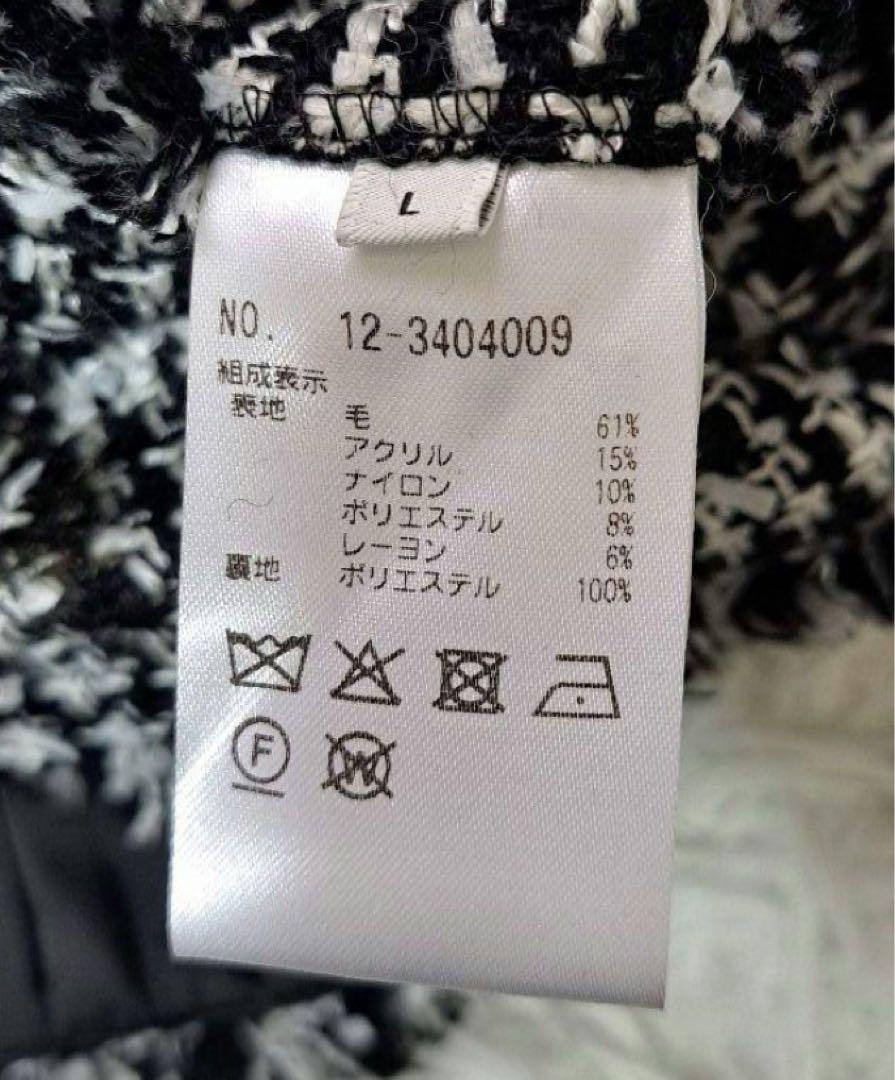 L
NO. 12-3404009
組成表示
表地 毛 61%
アクリル 15%
ナイロン 10%
ポリエステル 8%
レーヨン 6%
裏地 ポリエステル 100%
F W